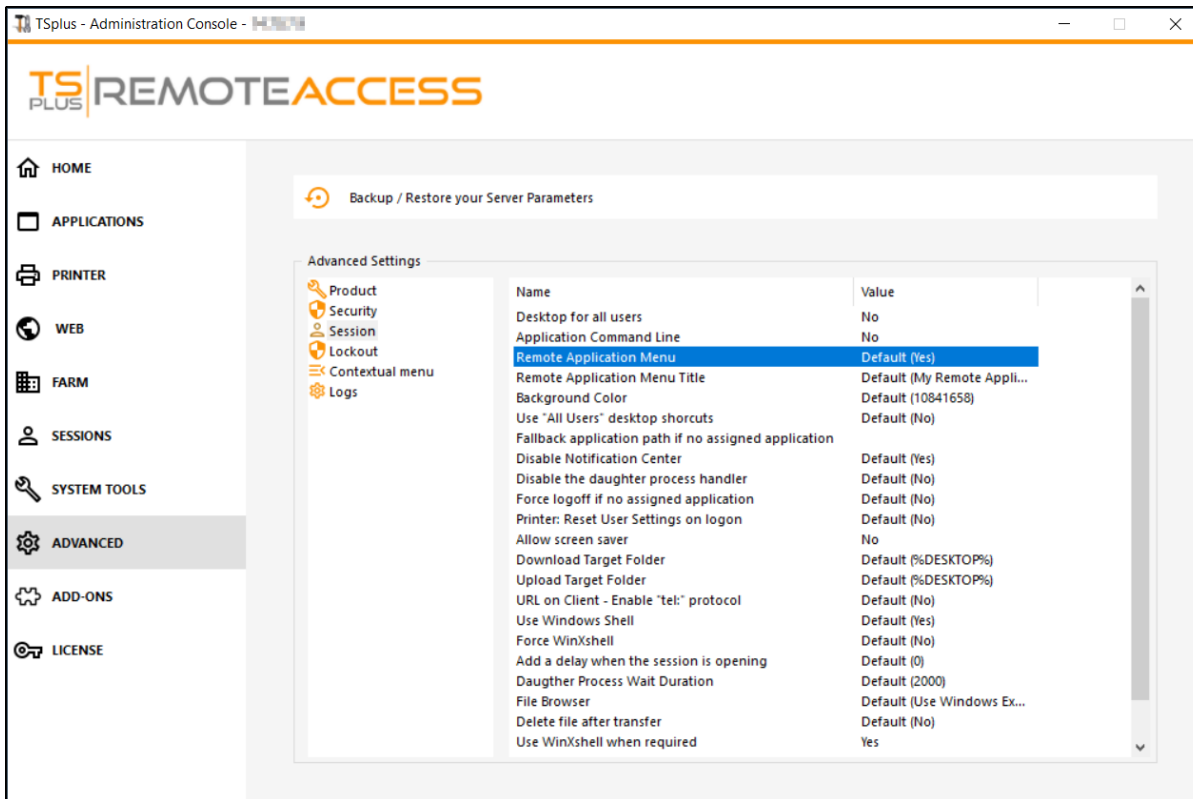 TSplus - Administration Console -
TS PLUS REMOTEACCESS
HOME
APPLICATIONS
PRINTER
WEB
FARM
SESSIONS
SYSTEM TOOLS
ADVANCED
ADD-ONS
LICENSE
Backup / Restore your Server Parameters
Advanced Settings
Product
Security
Session
Lockout
Contextual menu
Logs
Name Value
Desktop for all users No
Application Command Line No
Remote Application Menu Default (Yes)
Remote Application Menu Title Default (My Remote Appli...
Background Color Default (10841658)
Use "All Users" desktop shorcuts Default (No)
Fallback application path if no assigned application
Disable Notification Center Default (Yes)
Disable the daughter process handler Default (No)
Force logoff if no assigned application Default (No)
Printer: Reset User Settings on logon Default (No)
Allow screen saver No
Download Target Folder Default (%DESKTOP%)
Upload Target Folder Default (%DESKTOP%)
URL on Client - Enable "tel:" protocol Default (No)
Use Windows Shell Default (Yes)
Force WinXshell Default (No)
Add a delay when the session is opening Default (0)
Daugther Process Wait Duration Default (2000)
File Browser Default (Use Windows Ex...
Delete file after transfer Default (No)
Use WinXshell when required Yes